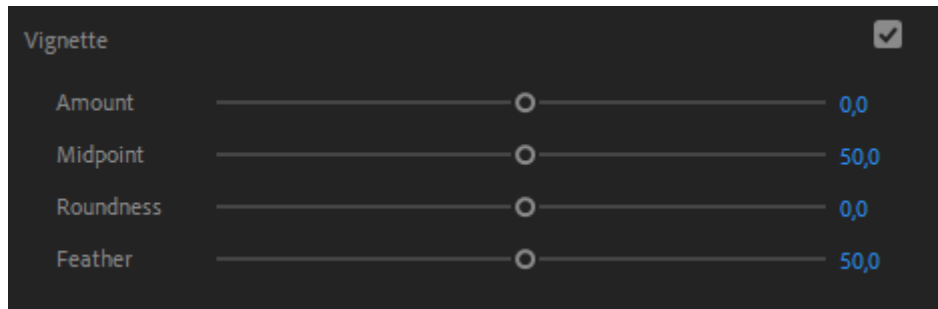 Vignette
Amount 0,0
Midpoint 50,0
Roundness 0,0
Feather 50,0